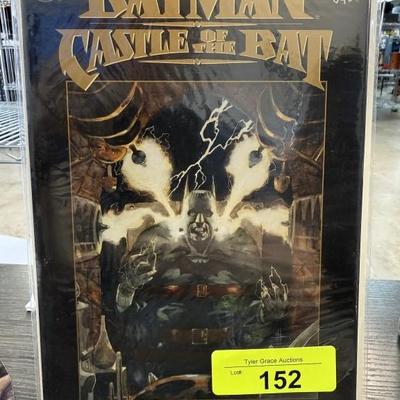 BATMAN
CASTLE OF THE BAT
Tyler Grace Auctions
Lot#: 152